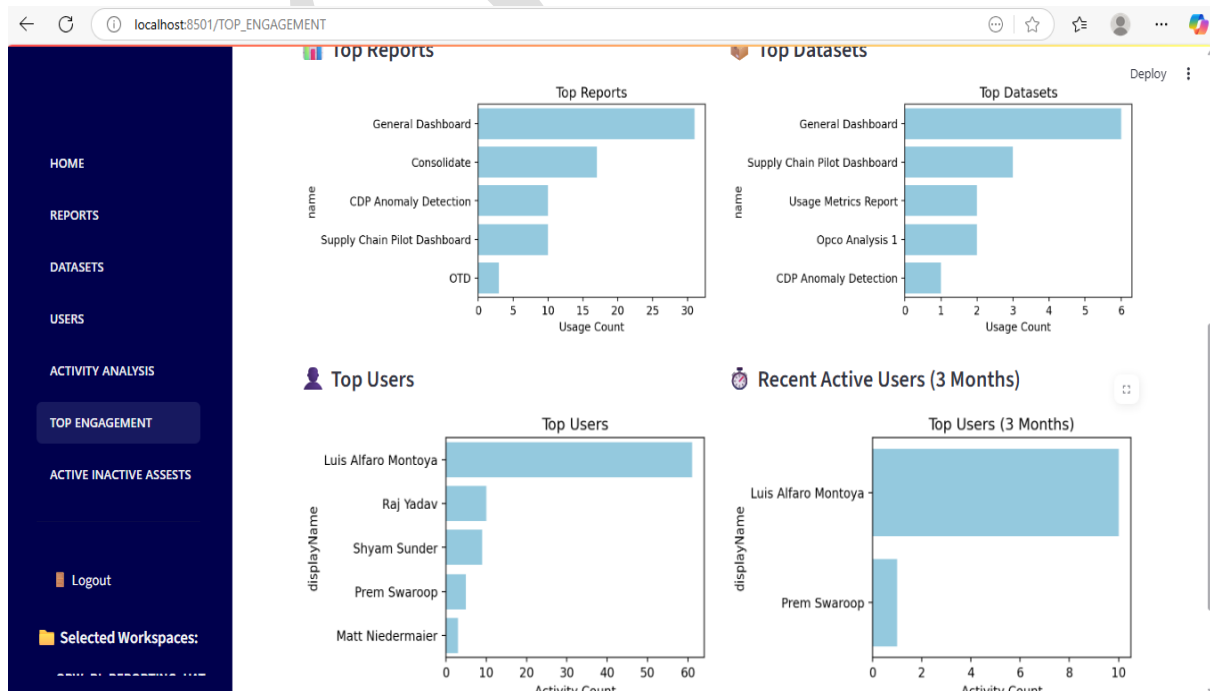 localhost:8501/TOP_ENGAGEMENT
Deploy
HOME
REPORTS
DATASETS
USERS
ACTIVITY ANALYSIS
TOP ENGAGEMENT
ACTIVE INACTIVE ASSESTS
Logout
Selected Workspaces:
Top Reports
Top Reports
name
General Dashboard
Consolidate
CDP Anomaly Detection
Supply Chain Pilot Dashboard
OTD
0 5 10 15 20 25 30
Usage Count
Top Datasets
Top Datasets
name
General Dashboard
Supply Chain Pilot Dashboard
Usage Metrics Report
Opco Analysis 1
CDP Anomaly Detection
0 1 2 3 4 5 6
Usage Count
Top Users
Top Users
displayName
Luis Alfaro Montoya
Raj Yadav
Shyam Sunder
Prem Swaroop
Matt Niedermaier
0 10 20 30 40 50 60
Activity Count
Recent Active Users (3 Months)
Top Users (3 Months)
displayName
Luis Alfaro Montoya
Prem Swaroop
0 2 4 6 8 10
Activity Count